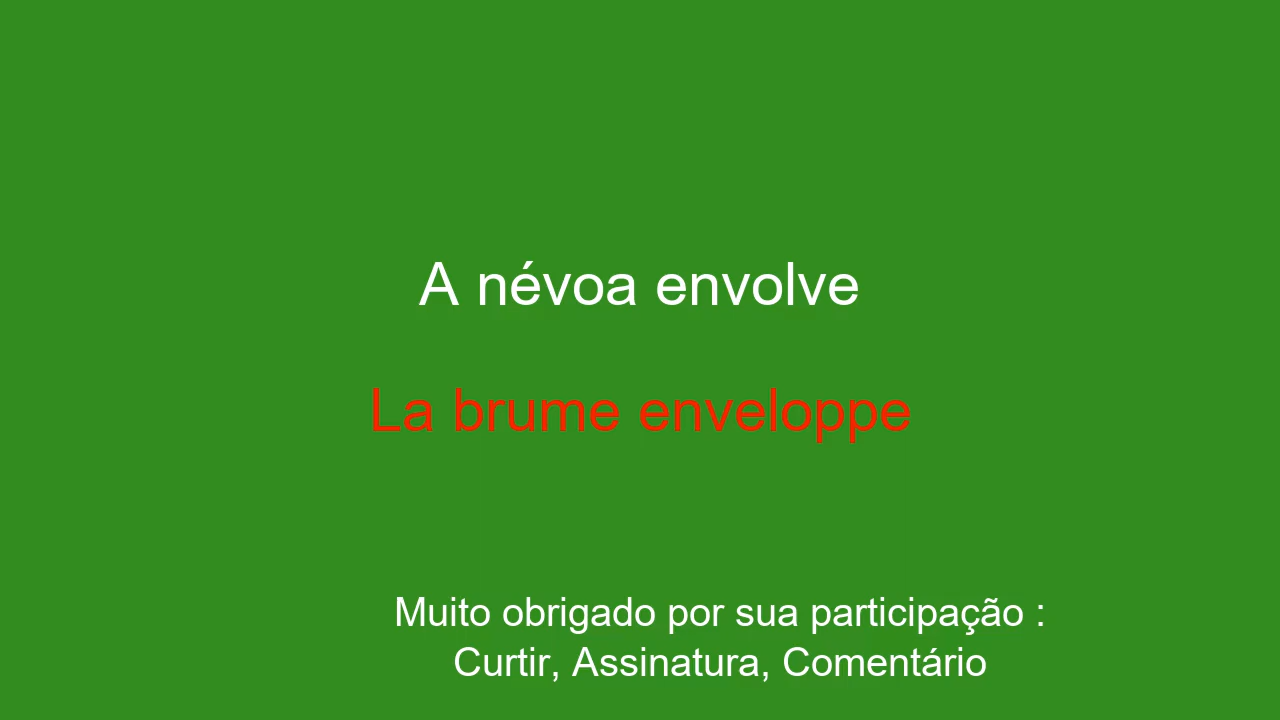 A névoa envolve
La brume enveloppe
Muito obrigado por sua participação :
Curtir, Assinatura, Comentário